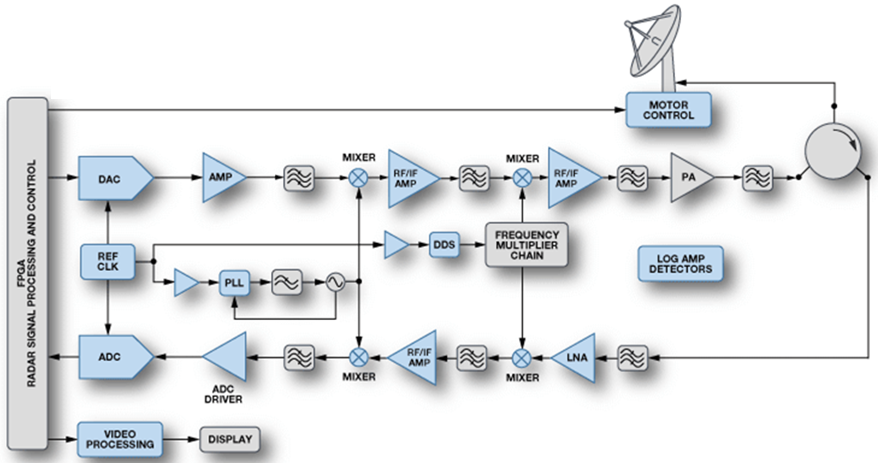 MOTOR
CONTROL
FPGA
RADAR SIGNAL PROCESSING AND CONTROL
DAC
AMP
MIXER
RF/IF
AMP
MIXER
RF/IF
AMP
PA
REF
CLK
PLL
DDS
FREQUENCY
MULTIPLIER
CHAIN
LOG AMP
DETECTORS
ADC
ADC
DRIVER
MIXER
RF/IF
AMP
MIXER
LNA
VIDEO
PROCESSING
DISPLAY